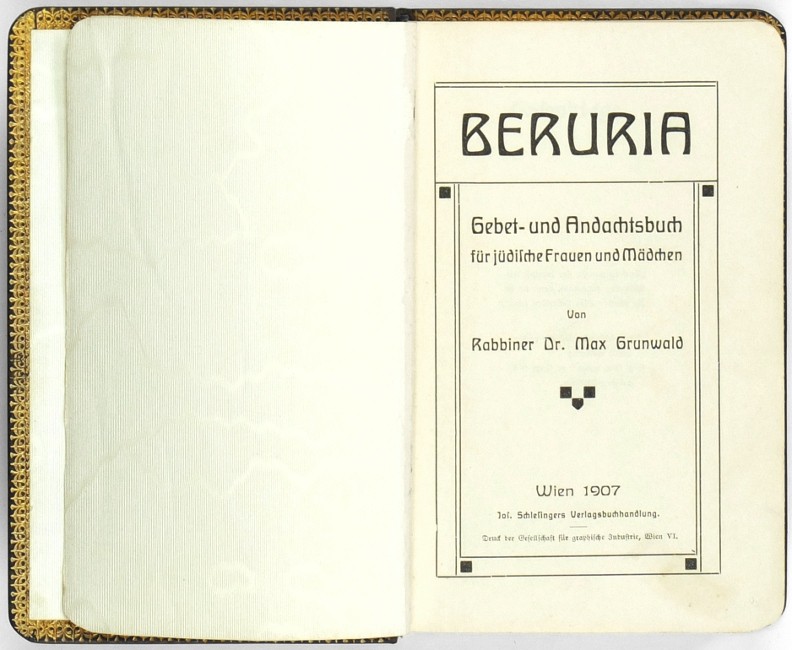 BERURIA
Gebet- und Andachtsbuch
für jüdische Frauen und Mädchen
Von
Rabbiner Dr. Max Grunwald
Wien 1907
Jos. Schlesingers Verlagsbuchhandlung.
Druck der Gesellschaft für graphische Industrie, Wien VI.